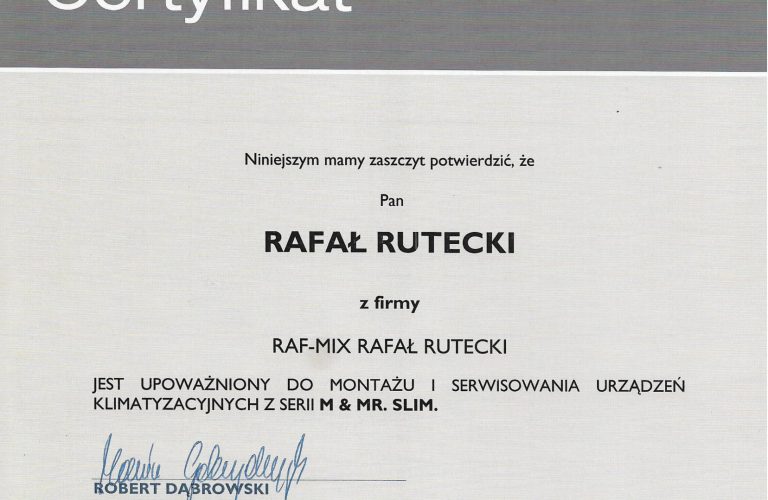 Certyfikat
Niniejszym mamy zaszczyt potwierdzić, że
Pan
RAFAŁ RUTECKI
z firmy
RAF-MIX RAFAŁ RUTECKI
JEST UPOWAŻNIONY DO MONTAŻU I SERWISOWANIA URZĄDZEŃ
KLIMATYZACYJNYCH Z SERII M & MR. SLIM.
ROBERT DĄBROWSKI